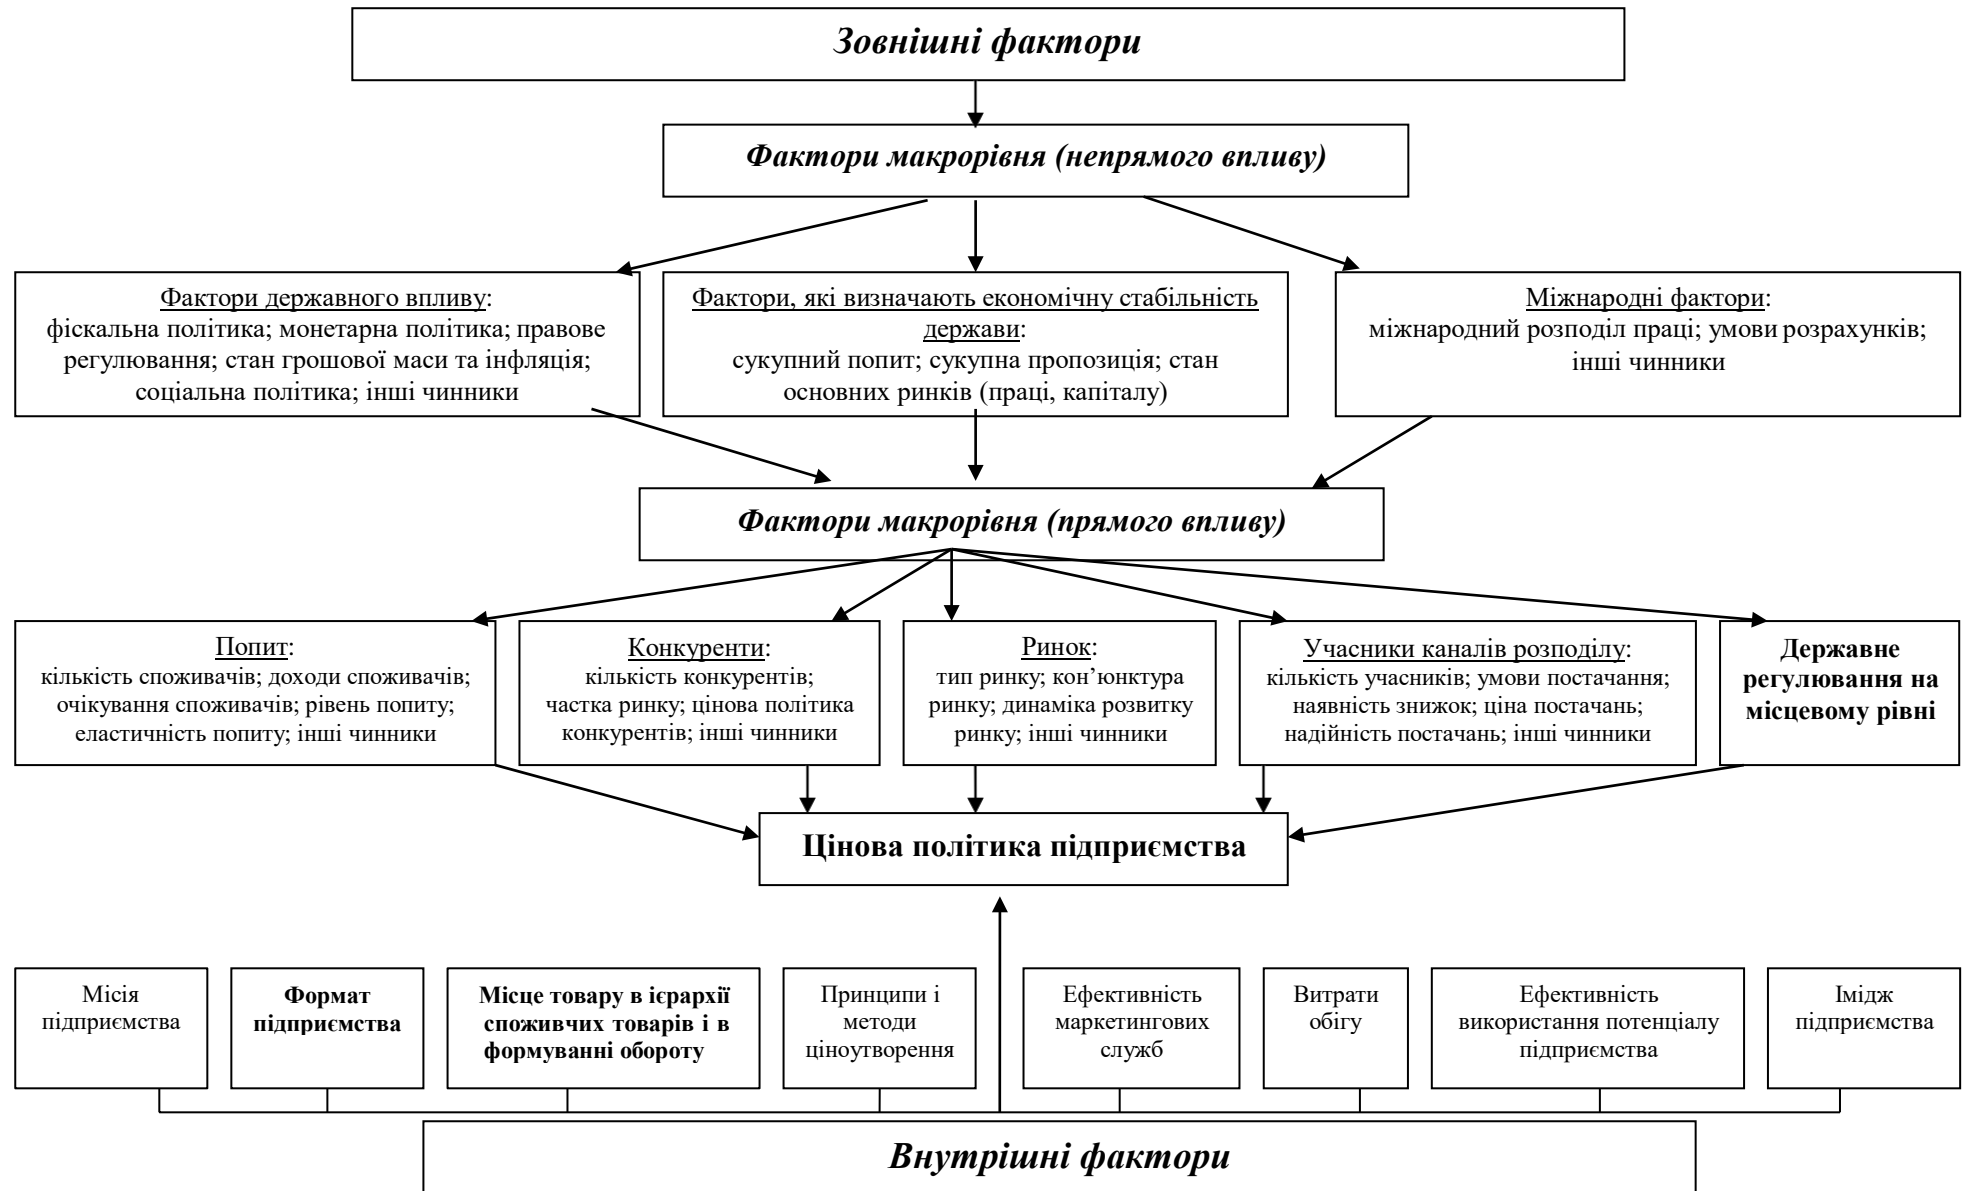 Зовнішні фактори
Фактори макрорівня (непрямого впливу)
Фактори державного впливу:
фіскальна політика; монетарна політика; правове
регулювання; стан грошової маси та інфляція;
соціальна політика; інші чинники
Фактори, які визначають економічну стабільність
держави:
сукупний попит; сукупна пропозиція; стан
основних ринків (праці, капіталу)
Міжнародні фактори:
міжнародний розподіл праці; умови розрахунків;
інші чинники
Фактори макрорівня (прямого впливу)
Попит:
кількість споживачів; доходи споживачів;
очікування споживачів; рівень попиту;
еластичність попиту; інші чинники
Конкуренти:
кількість конкурентів;
частка ринку; цінова політика
конкурентів; інші чинники
Ринок:
тип ринку; кон’юнктура
ринку; динаміка розвитку
ринку; інші чинники
Учасники каналів розподілу:
кількість учасників; умови постачання;
наявність знижок; ціна постачань;
надійність постачань; інші чинники
Державне
регулювання на
місцевому рівні
Цінова політика підприємства
Місія
підприємства
Формат
підприємства
Місце товару в ієрархії
споживчих товарів і в
формуванні обороту
Принципи і
методи
ціноутворення
Ефективність
маркетингових
служб
Витрати
обігу
Ефективність
використання потенціалу
підприємства
Імідж
підприємства
Внутрішні фактори